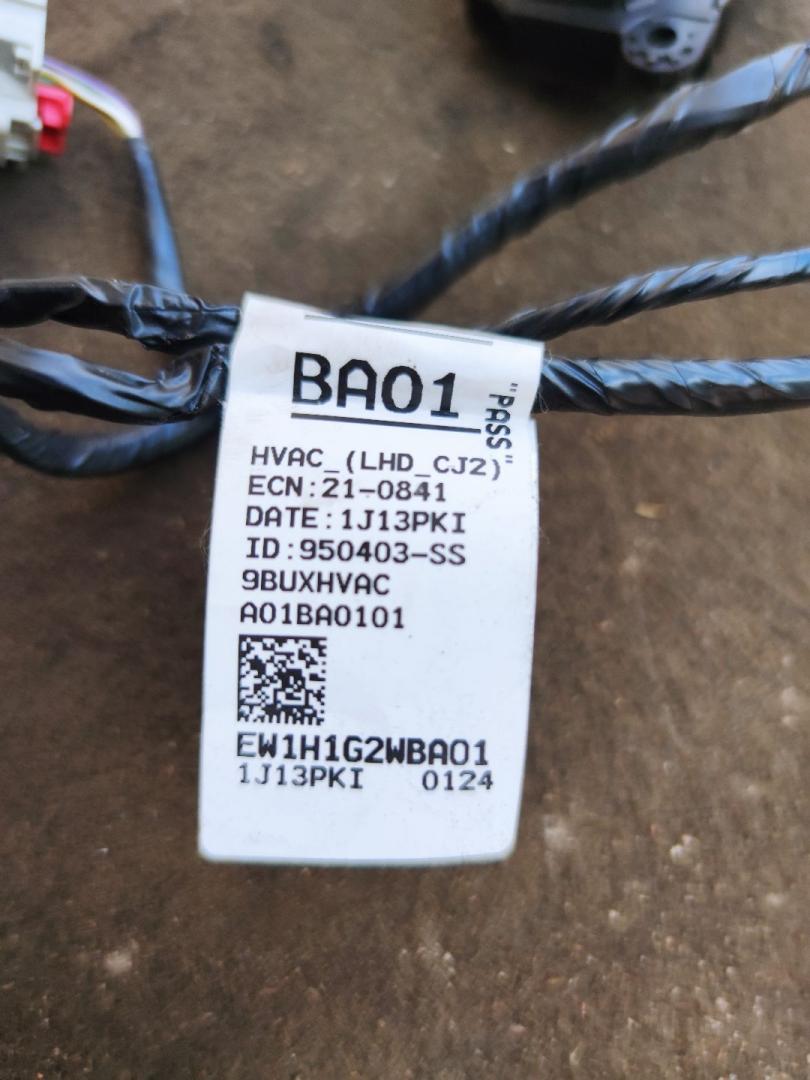 BA01
"PASS"
HVAC_(LHD_CJ2)
ECN:21-0841
DATE:1J13PKI
ID:950403-SS
9BUXHVAC
A01BA0101
EW1H1G2WBA01
1J13PKI 0124